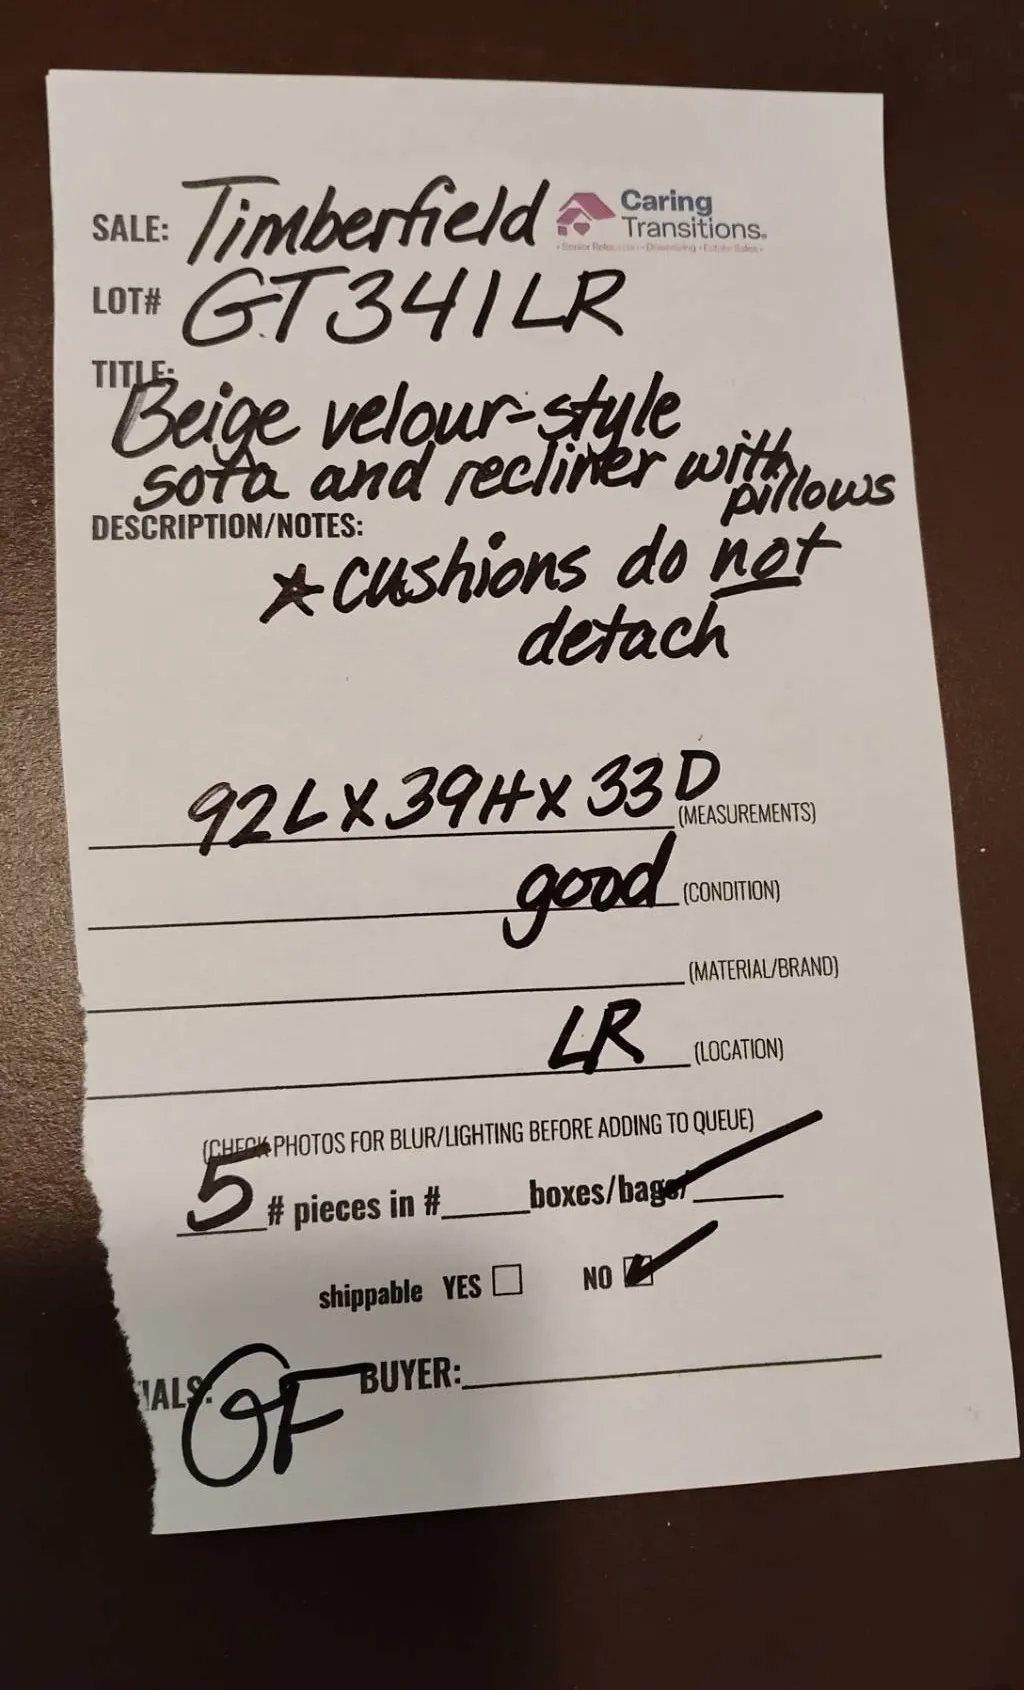 SALE: Timberfield
Caring
Transitions.
LOT# GT341LR
TITLE:
Beige velour-style
sofa and recliner with
pillows
DESCRIPTION/NOTES:
★ cushions do not
detach
92L X 39H X 33D (MEASUREMENTS)
good (CONDITION)
(MATERIAL/BRAND)
LR (LOCATION)
(CHECK PHOTOS FOR BLUR/LIGHTING BEFORE ADDING TO QUEUE)
5 # pieces in #____boxes/bags/____
shippable YES ☐ NO ☑
IALS: BUYER: